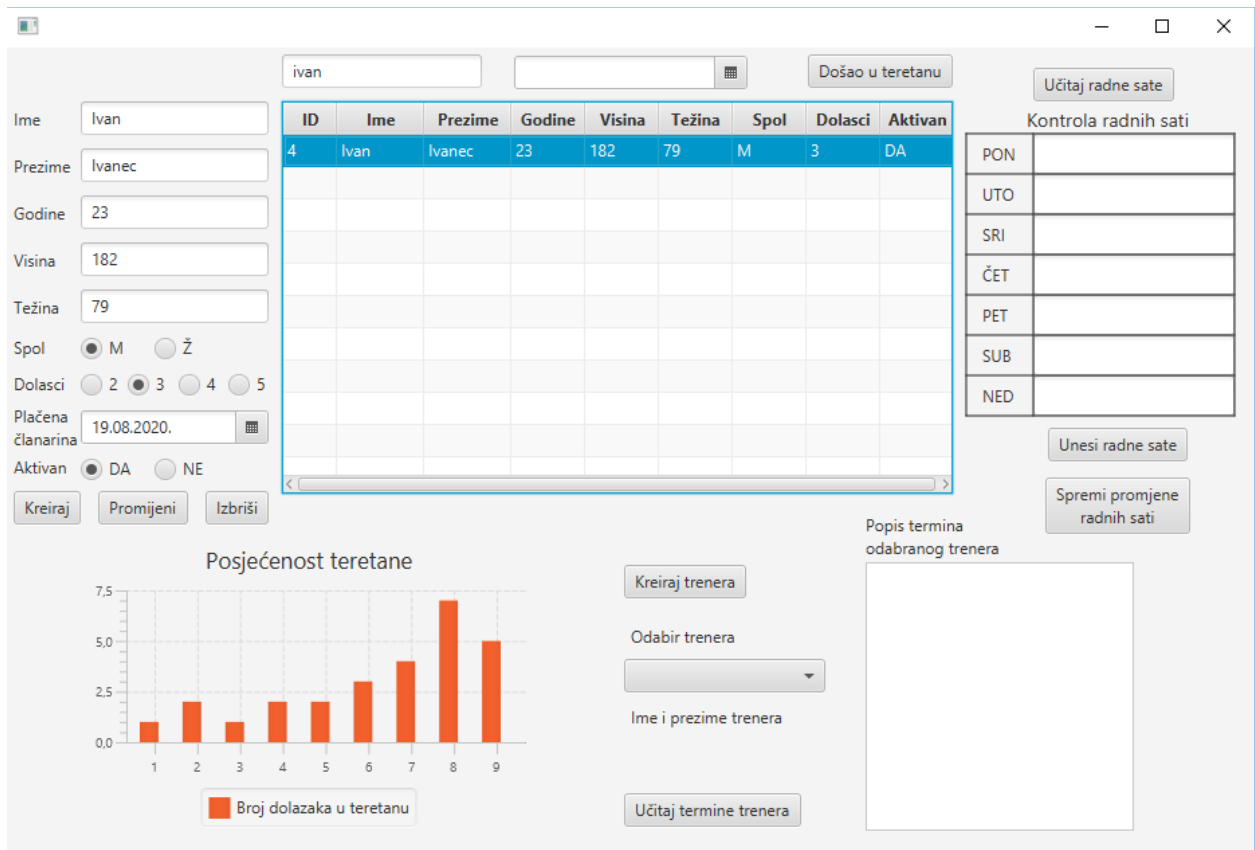 ivan
Došao u teretanu
Učitaj radne sate
Ime Ivan
Prezime Ivanec
Godine 23
Visina 182
Težina 79
Spol M Ž
Dolasci 2 3 4 5
Plačena
članarina
19.08.2020.
Aktivan DA NE
Kreiraj Promijeni Izbriši
ID Ime Prezime Godine Visina Težina Spol Dolasci Aktivan
4 Ivan Ivanec 23 182 79 M 3 DA
Kontrola radnih sati
PON
UTO
SRI
ČET
PET
SUB
NED
Unesi radne sate
Spremi promjene
radnih sati
Posjećenost teretane
7,5
5,0
2,5
0,0
1 2 3 4 5 6 7 8 9
Broj dolazaka u teretanu
Kreiraj trenera
Odabir trenera
Ime i prezime trenera
Učitaj termine trenera
Popis termina
odabranog trenera